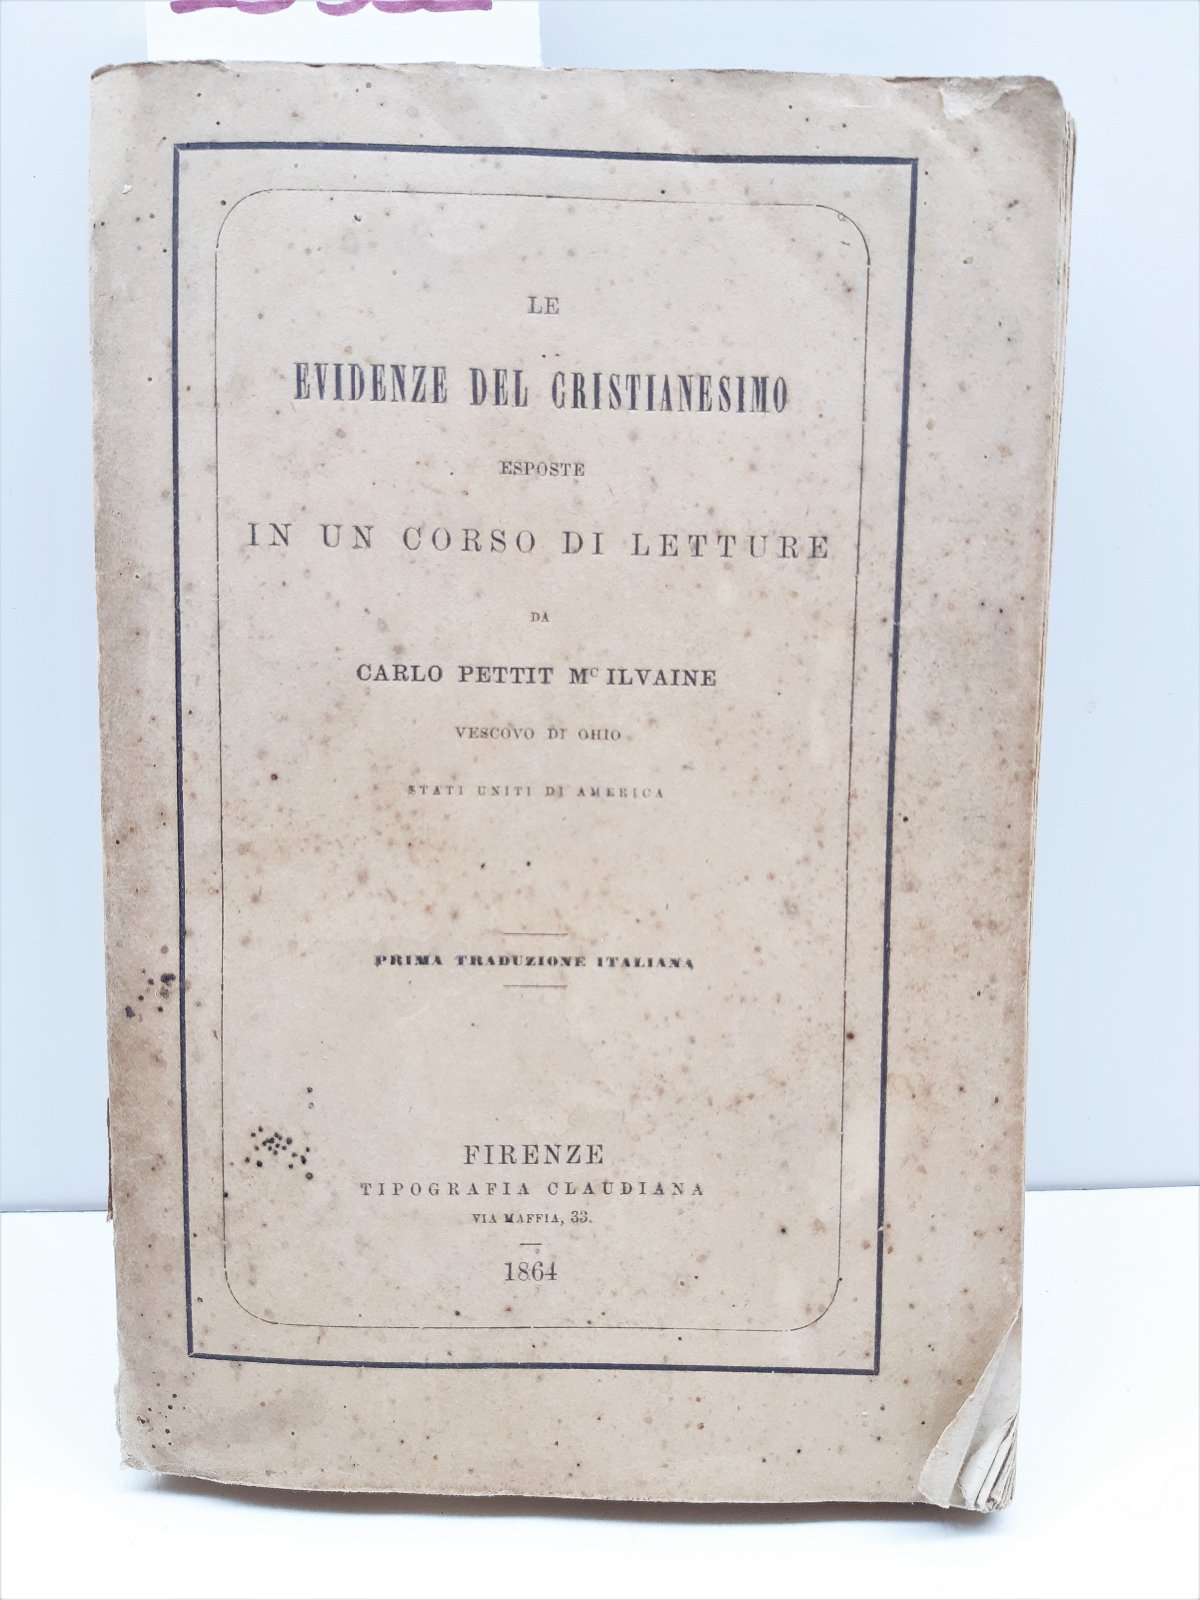 LE
EVIDENZE DEL CRISTIANESIMO
ESPOSTE
IN UN CORSO DI LETTURE
DA
CARLO PETTIT Mᶜ ILVAINE
VESCOVO DI OHIO
STATI UNITI DI AMERICA
PRIMA TRADUZIONE ITALIANA
FIRENZE
TIPOGRAFIA CLAUDIANA
VIA MAFFIA, 33.
1864